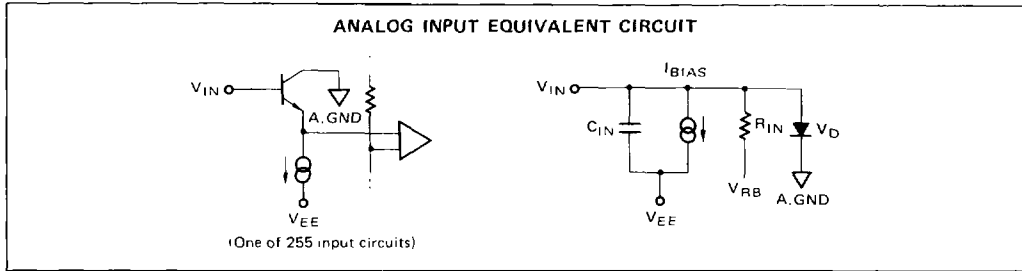 ANALOG INPUT EQUIVALENT CIRCUIT
VIN
A.GND
VEE
(One of 255 input circuits)
IBIAS
VIN
CIN
RIN
VD
VRB
A.GND
VEE